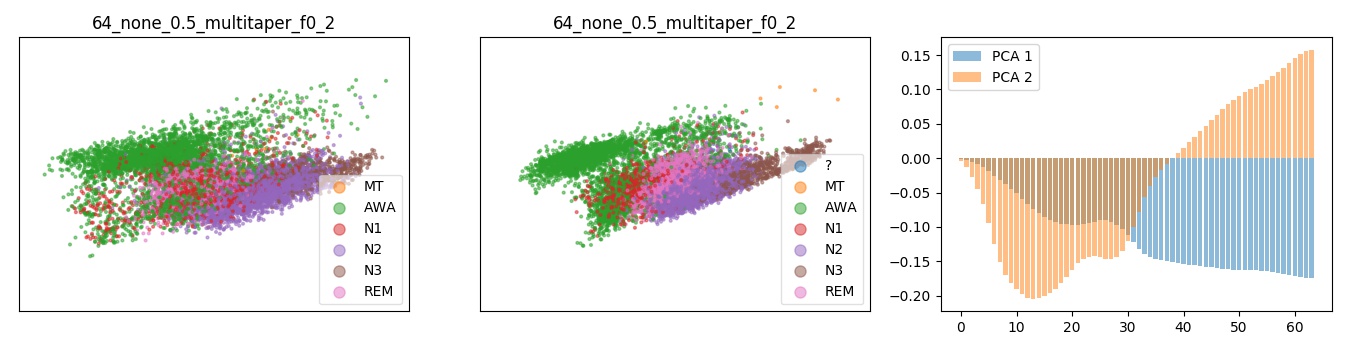 64_none_0.5_multitaper_f0_2
MT
AWA
N1
N2
N3
REM
64_none_0.5_multitaper_f0_2
?
MT
AWA
N1
N2
N3
REM
PCA 1
PCA 2
0.15
0.10
0.05
0.00
−0.05
−0.10
−0.15
−0.20
0 10 20 30 40 50 60